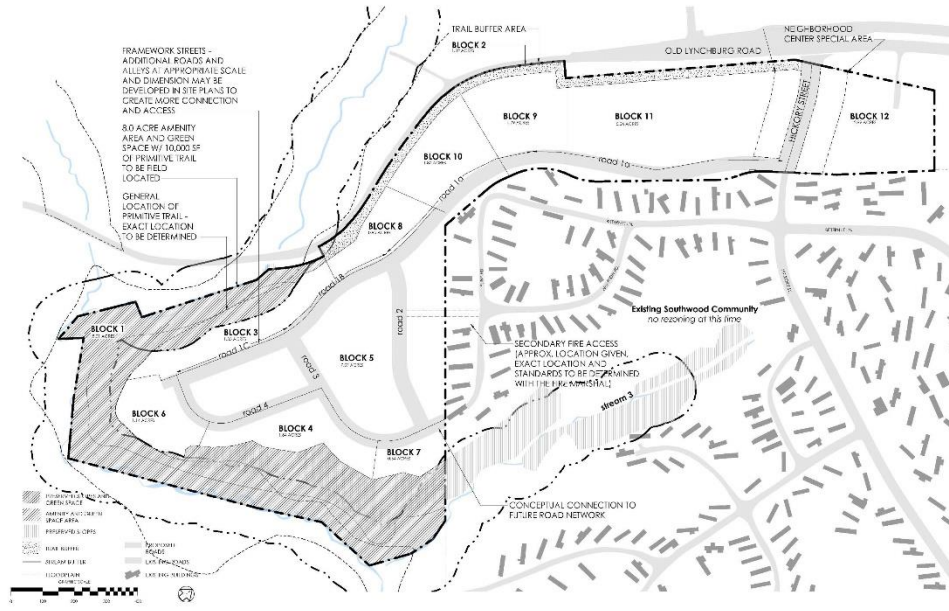 FRAMEWORK STREETS -
ADDITIONAL ROADS AND
ALLEYS AT APPROPRIATE SCALE
AND DIMENSION MAY BE
DEVELOPED IN SITE PLANS TO
CREATE MORE CONNECTION
AND ACCESS
8.0 ACRE AMENITY
AREA AND GREEN
SPACE W/ 10,000 SF
OF PRIMITIVE TRAIL
TO BE FIELD
LOCATED
GENERAL
LOCATION OF
PRIMITIVE TRAIL -
EXACT LOCATION
TO BE DETERMINED
TRAIL BUFFER AREA
BLOCK 2
OLD LYNCHBURG ROAD
NEIGHBORHOOD
CENTER SPECIAL AREA
HICKORY STREET
BLOCK 12
BLOCK 9
BLOCK 11
BLOCK 10
road 1a
road 1a
BLOCK 8
road 1B
BLOCK 1
BLOCK 3
road 1C
road 2
BLOCK 5
road 3
BLOCK 6
road 4
BLOCK 4
BLOCK 7
Existing Southwood Community
no rezoning at this time
SECONDARY FIRE ACCESS
(APPROX. LOCATION GIVEN,
EXACT LOCATION AND
STANDARDS TO BE DETERMINED
WITH THE FIRE MARSHAL)
stream 3
CONCEPTUAL CONNECTION TO
FUTURE ROAD NETWORK
GREEN SPACE
AMENITY AND GREEN
SPACE AREA
PRESERVED SLOPES
TRAIL BUFFER
STREAM BUFFER
FLOODPLAIN
PROPOSED
ROADS
EXISTING ROADS
EXISTING BUILDINGS
GRAPHIC SCALE